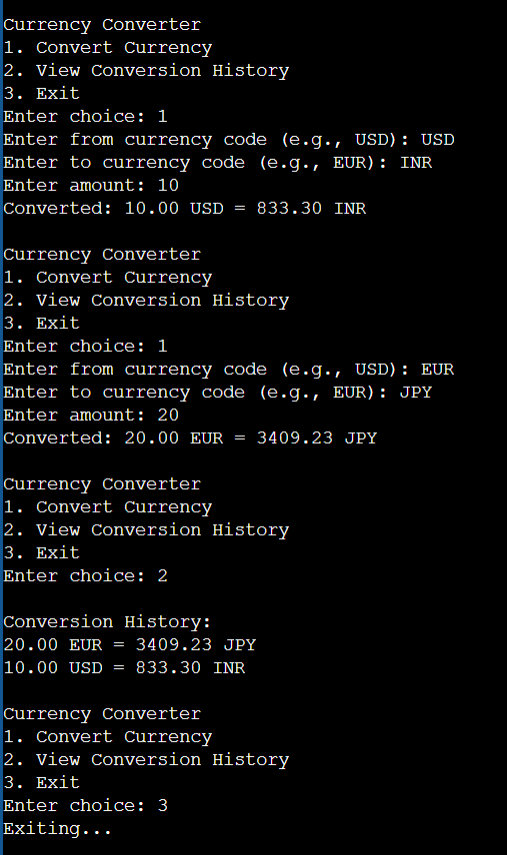 Currency Converter
1. Convert Currency
2. View Conversion History
3. Exit
Enter choice: 1
Enter from currency code (e.g., USD): USD
Enter to currency code (e.g., EUR): INR
Enter amount: 10
Converted: 10.00 USD = 833.30 INR

Currency Converter
1. Convert Currency
2. View Conversion History
3. Exit
Enter choice: 1
Enter from currency code (e.g., USD): EUR
Enter to currency code (e.g., EUR): JPY
Enter amount: 20
Converted: 20.00 EUR = 3409.23 JPY

Currency Converter
1. Convert Currency
2. View Conversion History
3. Exit
Enter choice: 2

Conversion History:
20.00 EUR = 3409.23 JPY
10.00 USD = 833.30 INR

Currency Converter
1. Convert Currency
2. View Conversion History
3. Exit
Enter choice: 3
Exiting...